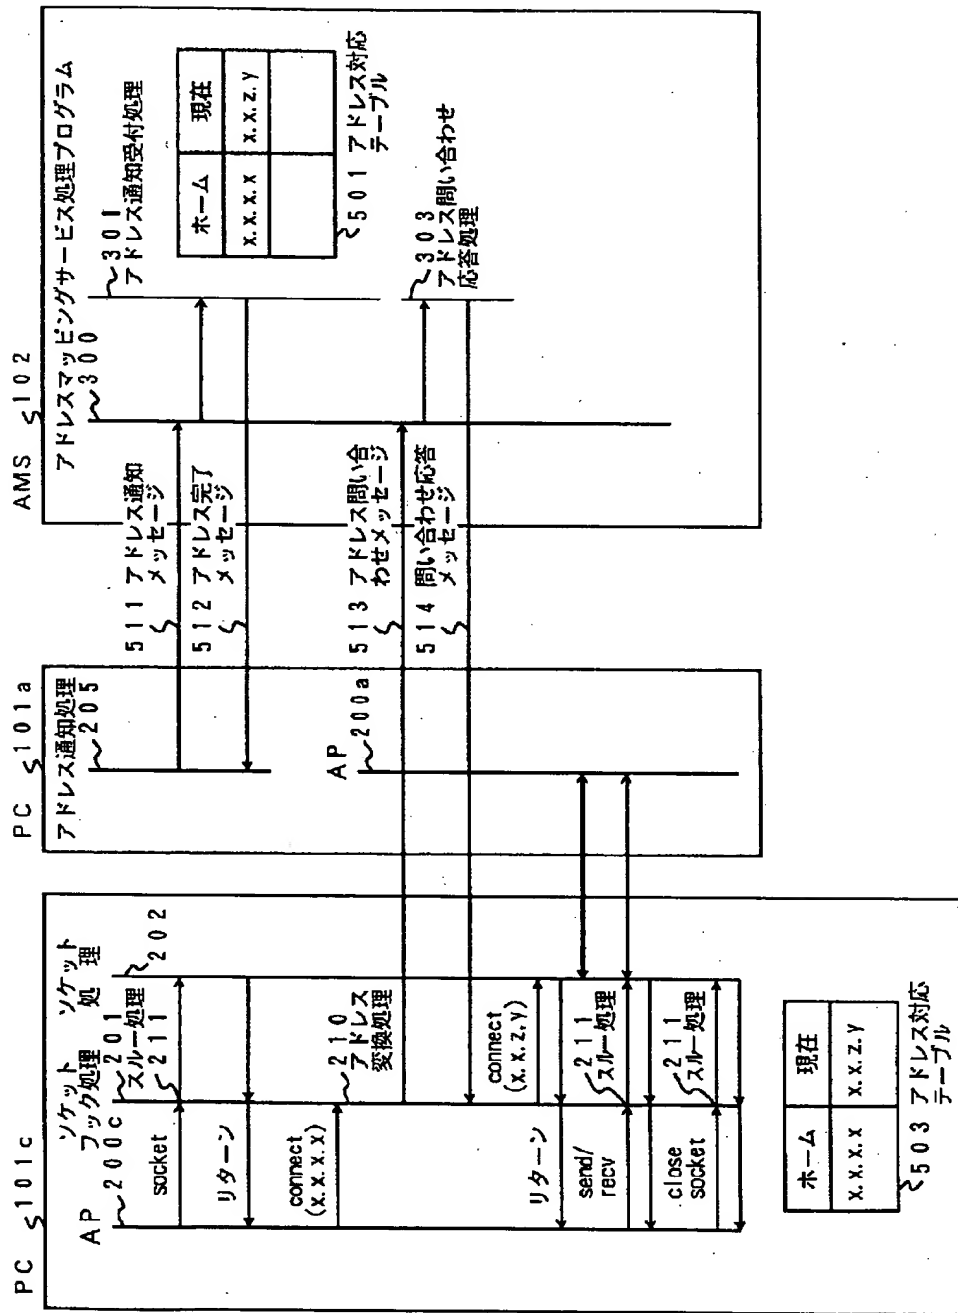 PC 101c
AP
200c
ソケット
フック処理
201
ソケット
処理
202
スルー処理
211
socket
リターン
connect
(x.x.x.x)
210
アドレス
変換処理
connect
(x.x.z.y)
リターン
211
スルー処理
send/
recv
211
スルー処理
close
socket
ホーム 現在
x.x.x.x x.x.z.y
503 アドレス対応
テーブル
PC 101a
アドレス通知処理
205
AP
200a
511 アドレス通知
メッセージ
512 アドレス完了
メッセージ
513 アドレス問い合
わせメッセージ
514 問い合わせ応答
メッセージ
AMS 102
アドレスマッピングサービス処理プログラム
300
301
アドレス通知受付処理
ホーム 現在
x.x.x.x x.x.z.y
501 アドレス対応
テーブル
303
アドレス問い合わせ
応答処理